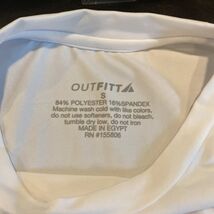 OUTFITTA
S
84% POLYESTER 16%SPANDEX
Machine wash cold with like colors,
do not use softeners, do not bleach,
tumble dry low, do not iron
MADE IN EGYPT
RN #155806